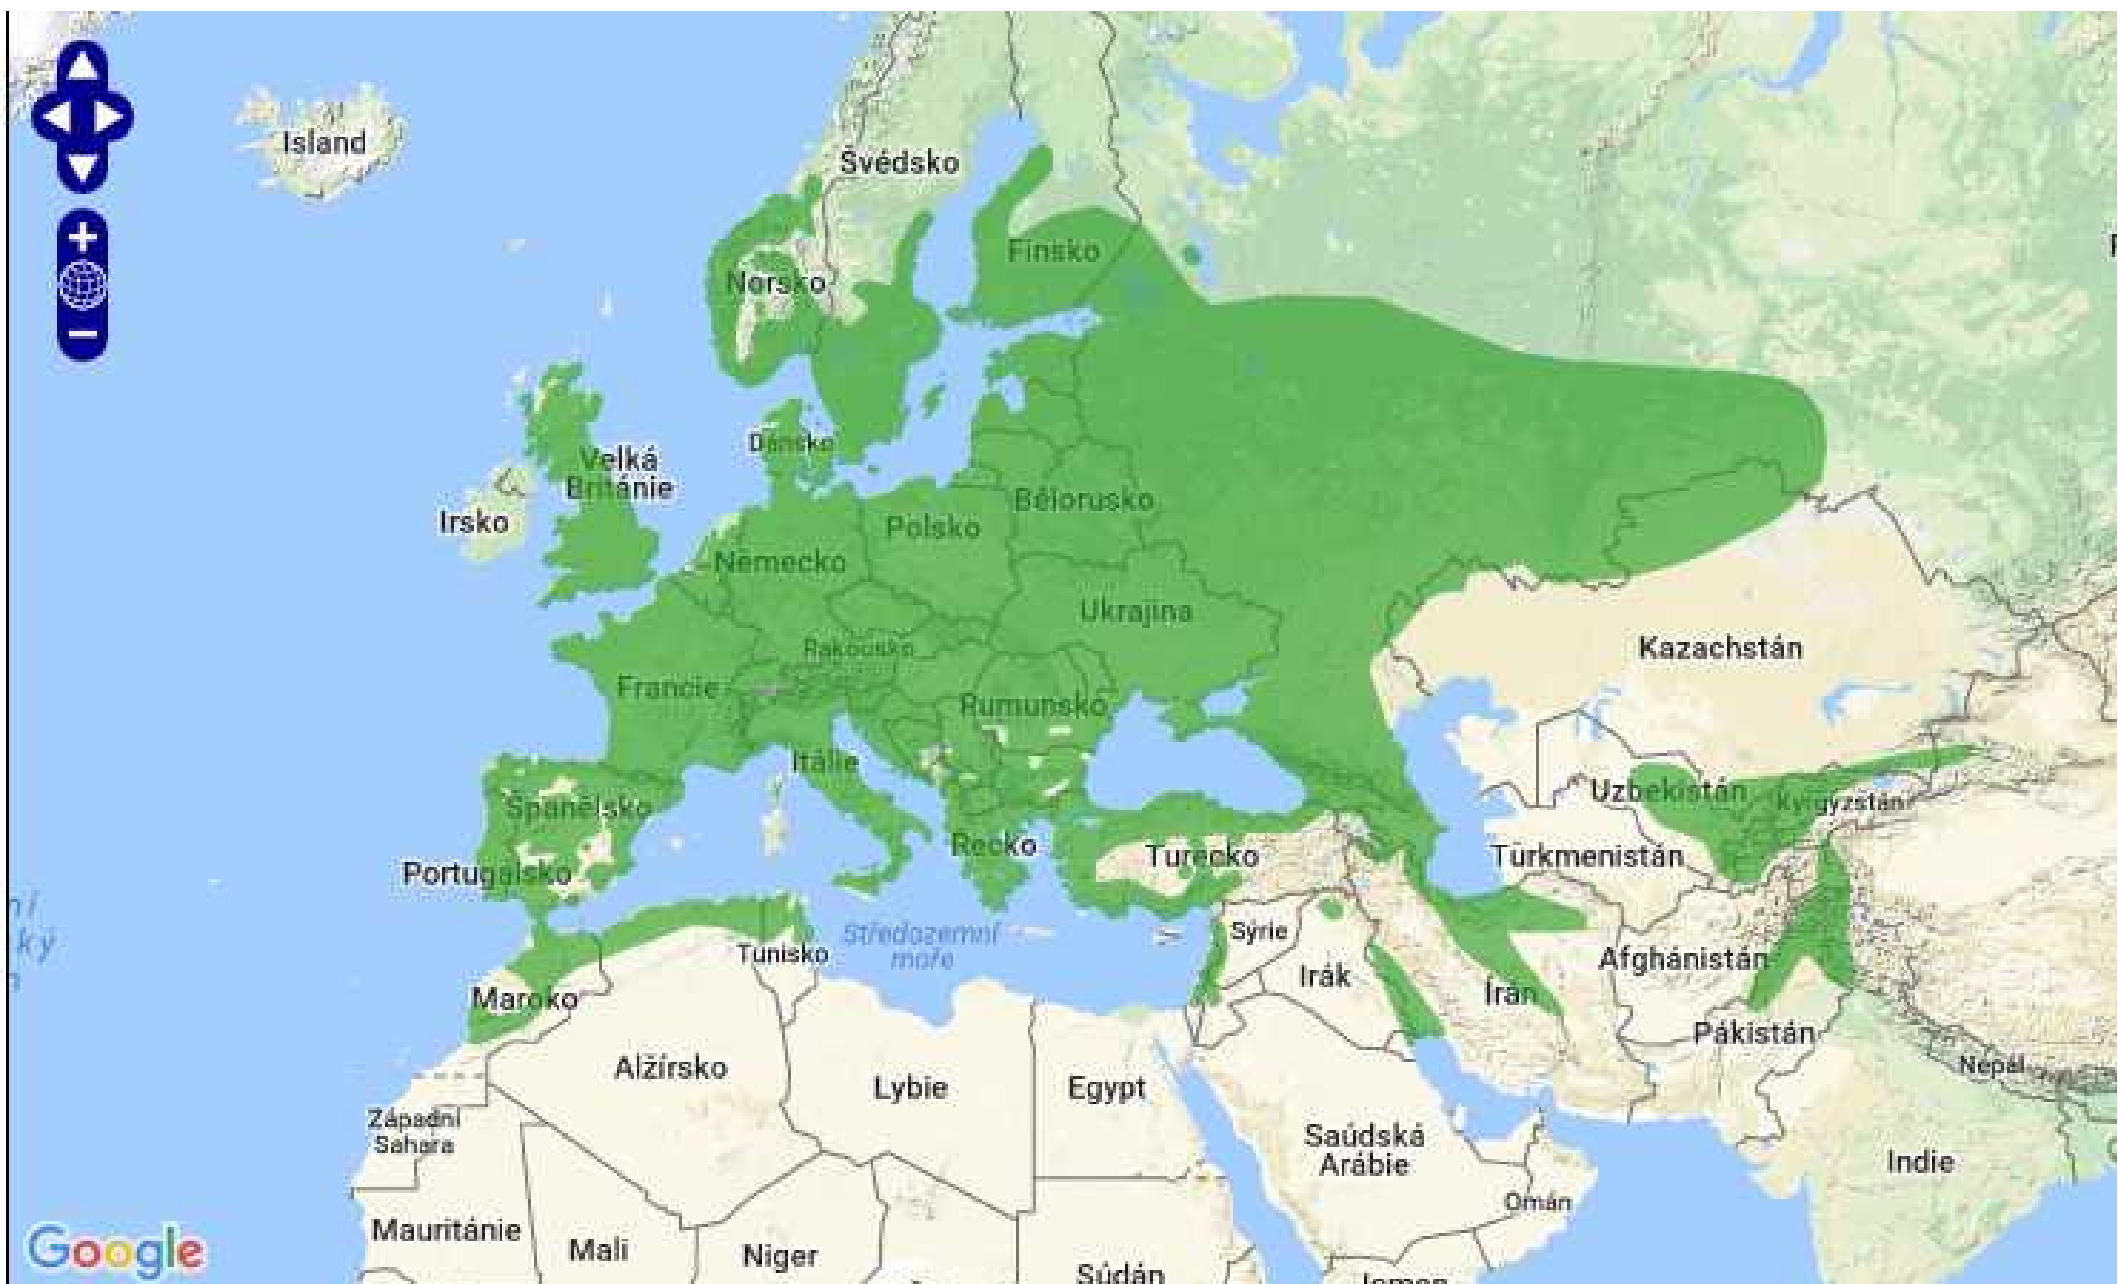 Island
Švédsko
Finsko
Norsko
Dánsko
Velká
Británie
Irsko
Bělorusko
Polsko
Německo
Ukrajina
Rakousko
Kazachstán
Francie
Rumunsko
Itálie
Uzbekistán
Kyrgyzstán
Španělsko
Řecko
Turecko
Türkmenistán
Portugalsko
Sýrie
Středozemní
moře
Tunisko
Afghánistán
Irák
Írán
Maroko
Pákistán
Alžírsko
Lybie
Egypt
Nepál
Západní
Sahara
Saúdská
Arábie
Indie
Omán
Mauritánie
Mali
Niger
Súdán
Google